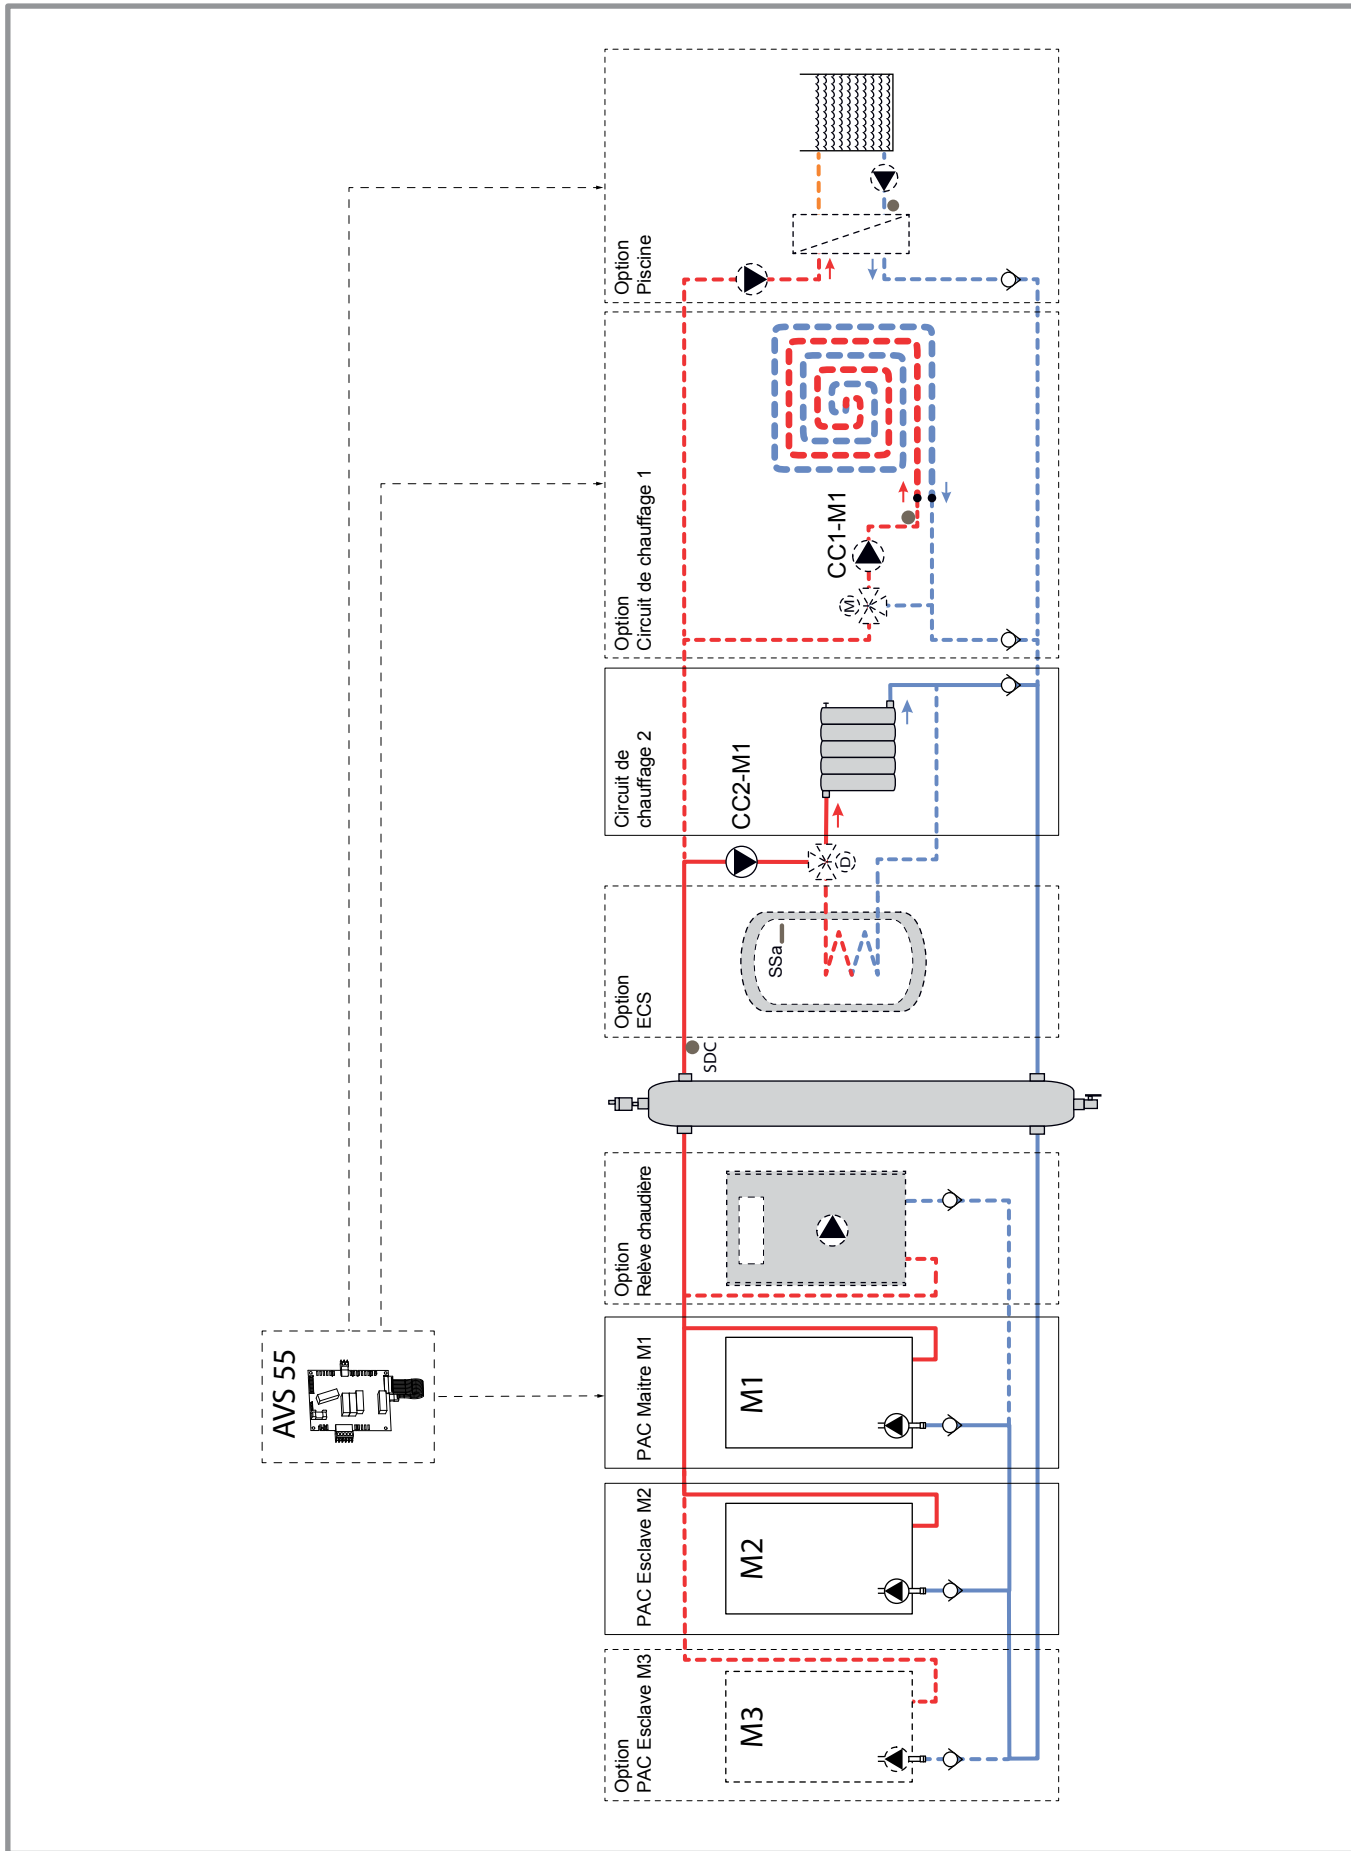 AVS 55
Option
PAC Esclave M3
M3
PAC Esclave M2
M2
PAC Maitre M1
M1
Option
Relève chaudière
SDC
Option
ECS
SSa
D
Circuit de
chauffage 2
CC2-M1
Option
Circuit de chauffage 1
M
CC1-M1
Option
Piscine